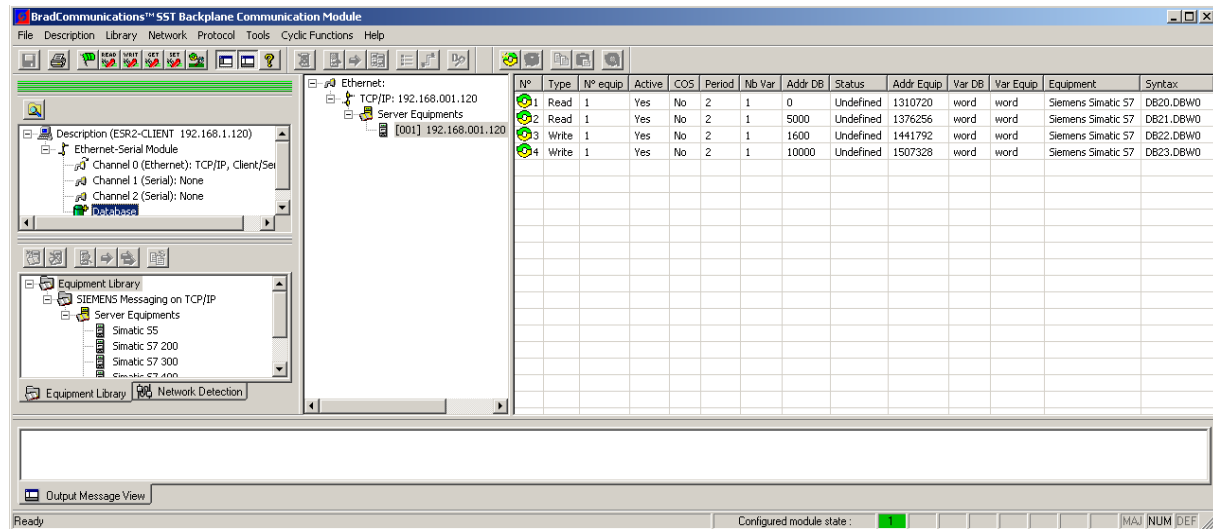 BradCommunications™ SST Backplane Communication Module
File Description Library Network Protocol Tools Cyclic Functions Help
READ WRIT GET SET
Description (ESR2-CLIENT 192.168.1.120)
Ethernet-Serial Module
Channel 0 (Ethernet): TCP/IP, Client/Ser
Channel 1 (Serial): None
Channel 2 (Serial): None
Database
Equipment Library
SIEMENS Messaging on TCP/IP
Server Equipments
Simatic S5
Simatic S7 200
Simatic S7 300
Simatic S7 400
Equipment Library Network Detection
Ethernet:
TCP/IP: 192.168.001.120
Server Equipments
[001] 192.168.001.120
N° Type N° equip Active COS Period Nb Var Addr DB Status Addr Equip Var DB Var Equip Equipment Syntax
1 Read 1 Yes No 2 1 0 Undefined 1310720 word word Siemens Simatic S7 DB20.DBW0
2 Read 1 Yes No 2 1 5000 Undefined 1376256 word word Siemens Simatic S7 DB21.DBW0
3 Write 1 Yes No 2 1 1600 Undefined 1441792 word word Siemens Simatic S7 DB22.DBW0
4 Write 1 Yes No 2 1 10000 Undefined 1507328 word word Siemens Simatic S7 DB23.DBW0
Output Message View
Ready Configured module state : 1 MAJ NUM DEF